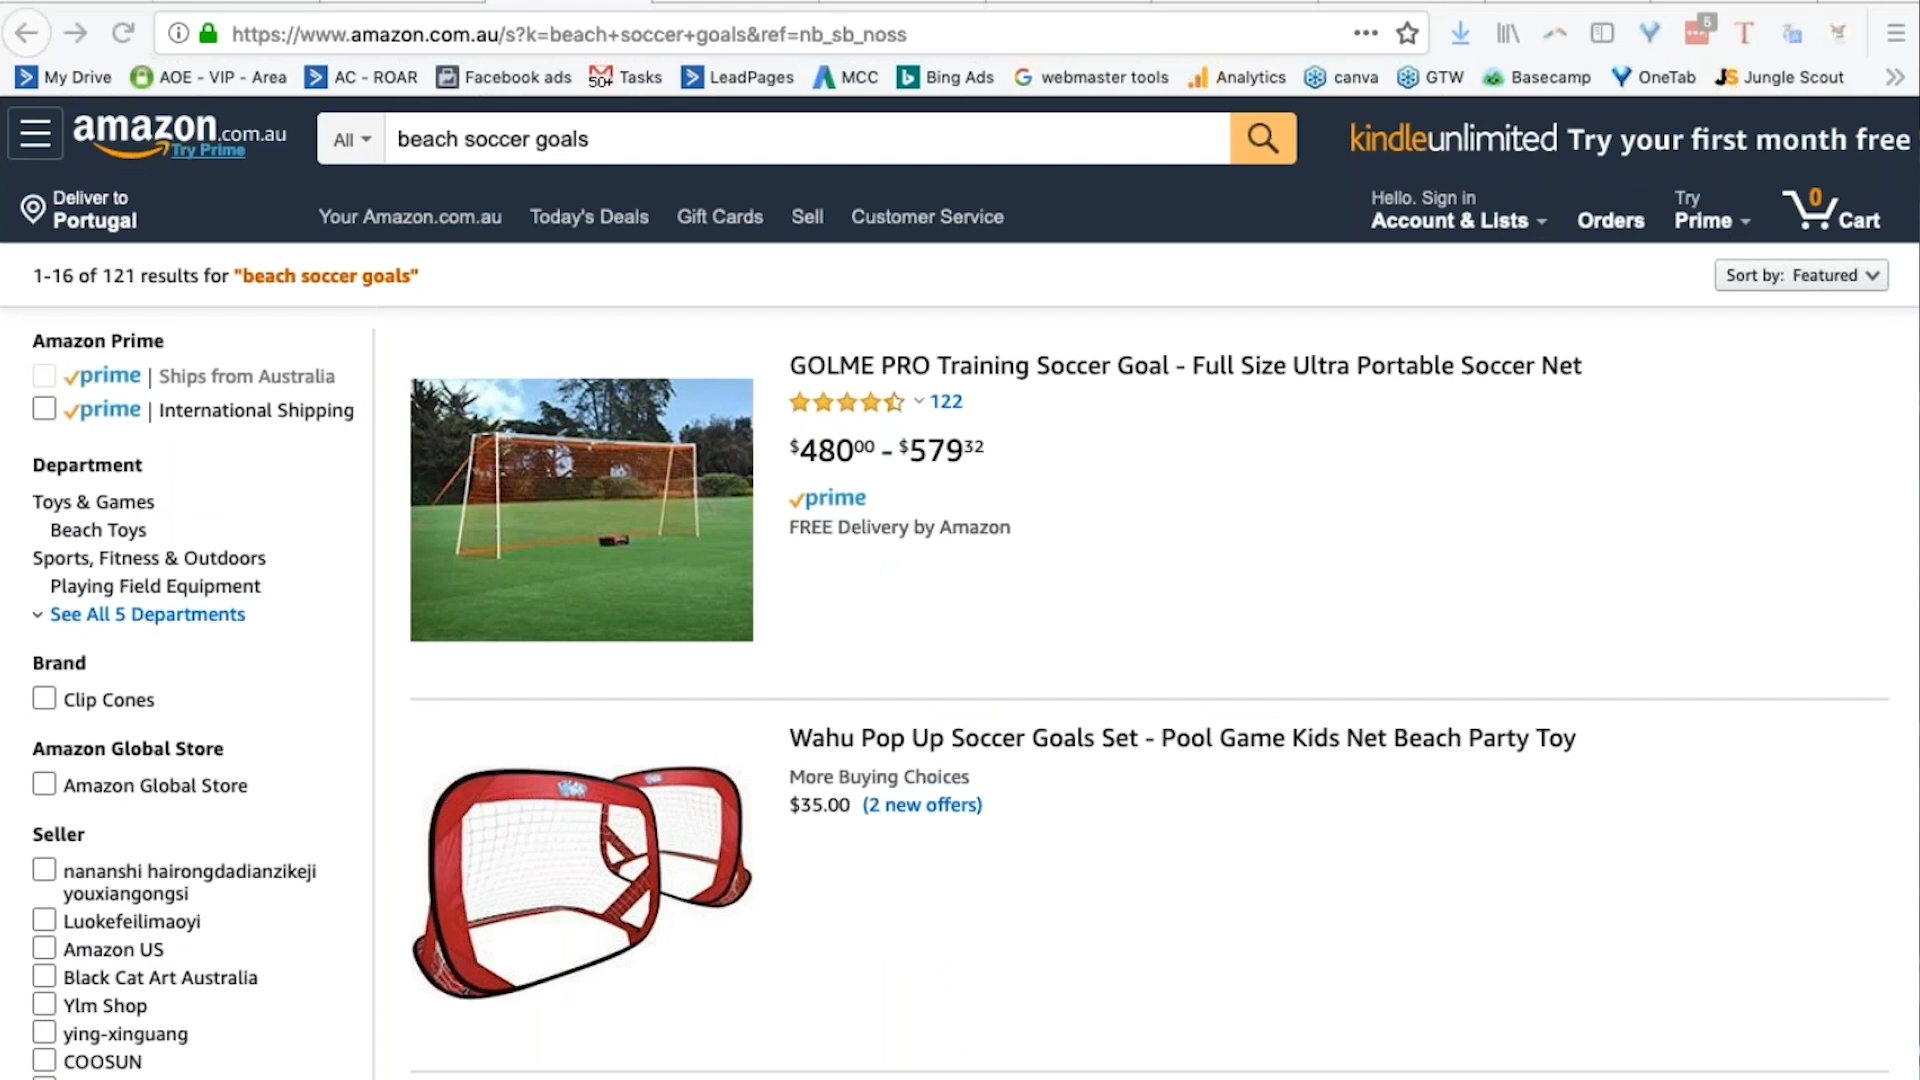 https://www.amazon.com.au/s?k=beach+soccer+goals&ref=nb_sb_noss
5
T
My Drive
AOE - VIP - Area
AC - ROAR
Facebook ads
50+ Tasks
LeadPages
MCC
Bing Ads
webmaster tools
Analytics
canva
GTW
Basecamp
OneTab
JS Jungle Scout
amazon.com.au
Try Prime
All
beach soccer goals
kindleunlimited Try your first month free
Deliver to
Portugal
Your Amazon.com.au
Today's Deals
Gift Cards
Sell
Customer Service
Hello. Sign in
Account & Lists
Orders
Try
Prime
0
Cart
1-16 of 121 results for "beach soccer goals"
Sort by: Featured
Amazon Prime
prime | Ships from Australia
prime | International Shipping
Department
Toys & Games
Beach Toys
Sports, Fitness & Outdoors
Playing Field Equipment
See All 5 Departments
Brand
Clip Cones
Amazon Global Store
Amazon Global Store
Seller
nananshi hairongdadianzikeji
youxiangongsi
Luokefeilimaoyi
Amazon US
Black Cat Art Australia
Ylm Shop
ying-xinguang
COOSUN
GOLME PRO Training Soccer Goal - Full Size Ultra Portable Soccer Net
122
$480.00 - $579.32
prime
FREE Delivery by Amazon
Wahu Pop Up Soccer Goals Set - Pool Game Kids Net Beach Party Toy
More Buying Choices
$35.00 (2 new offers)